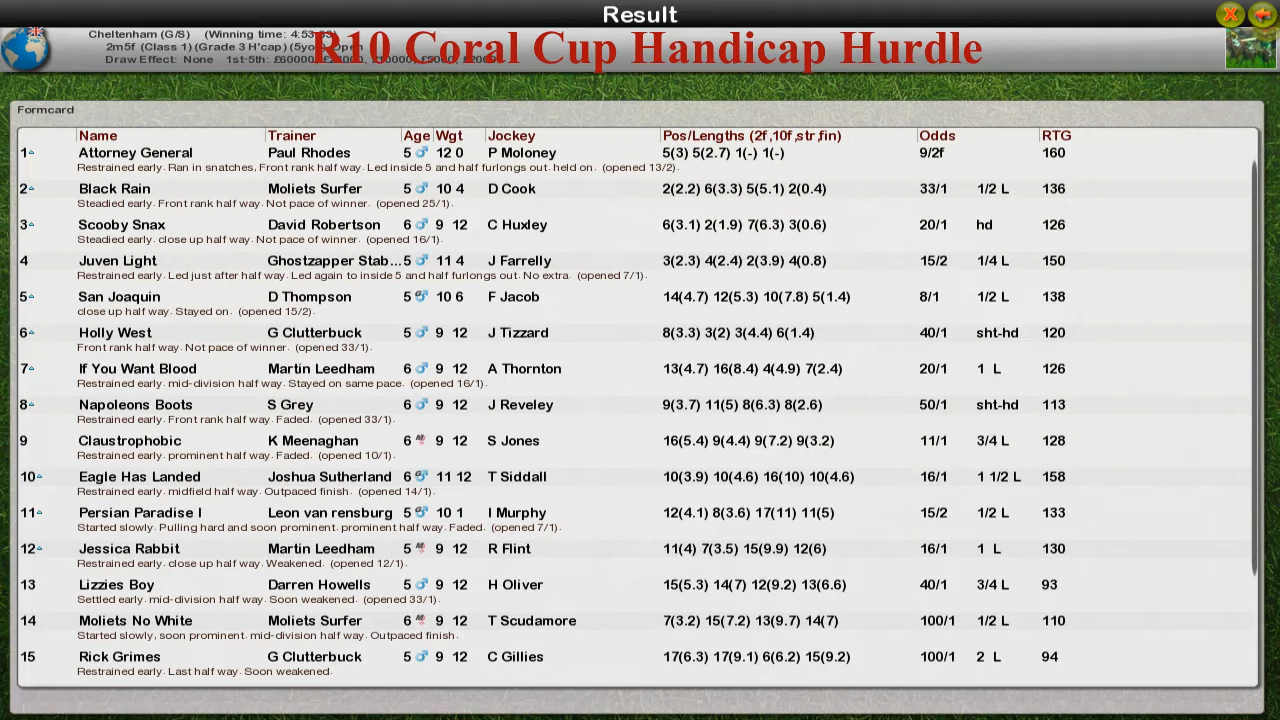 Result
Cheltenham (G/S) (Winning time: 4:53.
R10 Coral Cup Handicap Hurdle
2m5f (Class 1) (Grade 3 H'cap) (5yo+) Open
Draw Effect: None 1st-5th: £60000,
Formcard
Name Trainer Age Wgt Jockey Pos/Lengths (2f,10f,str,fin) Odds RTG
1 Attorney General Paul Rhodes 5 12 0 P Moloney 5(3) 5(2.7) 1(-) 1(-) 9/2f 160
Restrained early. Ran in snatches, Front rank half way. Led inside 5 and half furlongs out. held on. (opened 13/2).
2 Black Rain Moliets Surfer 5 10 4 D Cook 2(2.2) 6(3.3) 5(5.1) 2(0.4) 33/1 1/2 L 136
Steadied early. Front rank half way. Not pace of winner. (opened 25/1).
3 Scooby Snax David Robertson 6 9 12 C Huxley 6(3.1) 2(1.9) 7(6.3) 3(0.6) 20/1 hd 126
Steadied early. close up half way. Not pace of winner. (opened 16/1).
4 Juven Light Ghostzapper Stab... 5 11 4 J Farrelly 3(2.3) 4(2.4) 2(3.9) 4(0.8) 15/2 1/4 L 150
Restrained early. Led just after half way. Led again to inside 5 and half furlongs out. No extra. (opened 7/1).
5 San Joaquin D Thompson 5 10 6 F Jacob 14(4.7) 12(5.3) 10(7.8) 5(1.4) 8/1 1/2 L 138
close up half way. Stayed on. (opened 15/2).
6 Holly West G Clutterbuck 5 9 12 J Tizzard 8(3.3) 3(2) 3(4.4) 6(1.4) 40/1 sht-hd 120
Front rank half way. Not pace of winner. (opened 33/1).
7 If You Want Blood Martin Leedham 6 9 12 A Thornton 13(4.7) 16(8.4) 4(4.9) 7(2.4) 20/1 1 L 126
Restrained early. mid-division half way. Stayed on same pace. (opened 16/1).
8 Napoleons Boots S Grey 6 9 12 J Reveley 9(3.7) 11(5) 8(6.3) 8(2.6) 50/1 sht-hd 113
Restrained early. Front rank half way. Faded. (opened 33/1).
9 Claustrophobic K Meenaghan 6 9 12 S Jones 16(5.4) 9(4.4) 9(7.2) 9(3.2) 11/1 3/4 L 128
Restrained early. prominent half way. Faded. (opened 10/1).
10 Eagle Has Landed Joshua Sutherland 6 11 12 T Siddall 10(3.9) 10(4.6) 16(10) 10(4.6) 16/1 1 1/2 L 158
Restrained early. midfield half way. Outpaced finish. (opened 14/1).
11 Persian Paradise I Leon van rensburg 5 10 1 I Murphy 12(4.1) 8(3.6) 17(11) 11(5) 15/2 1/2 L 133
Started slowly. Pulling hard and soon prominent. prominent half way. Faded. (opened 7/1).
12 Jessica Rabbit Martin Leedham 5 9 12 R Flint 11(4) 7(3.5) 15(9.9) 12(6) 16/1 1 L 130
Restrained early. close up half way. Weakened. (opened 12/1).
13 Lizzies Boy Darren Howells 5 9 12 H Oliver 15(5.3) 14(7) 12(9.2) 13(6.6) 40/1 3/4 L 93
Settled early. mid-division half way. Soon weakened. (opened 33/1).
14 Moliets No White Moliets Surfer 6 9 12 T Scudamore 7(3.2) 15(7.2) 13(9.7) 14(7) 100/1 1/2 L 110
Started slowly, soon prominent. mid-division half way. Outpaced finish.
15 Rick Grimes G Clutterbuck 5 9 12 C Gillies 17(6.3) 17(9.1) 6(6.2) 15(9.2) 100/1 2 L 94
Restrained early. Last half way. Soon weakened.